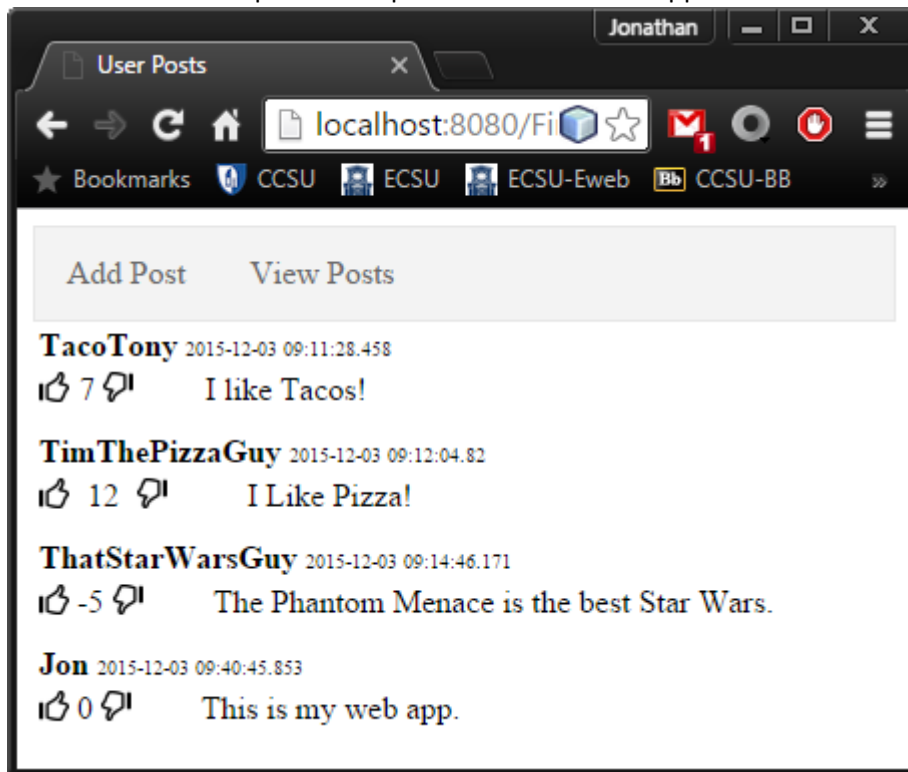 Jonathan
User Posts
localhost:8080/Fi
1
Bookmarks CCSU ECSU ECSU-Eweb Bb CCSU-BB »
Add Post View Posts
TacoTony 2015-12-03 09:11:28.458
7 I like Tacos!
TimThePizzaGuy 2015-12-03 09:12:04.82
12 I Like Pizza!
ThatStarWarsGuy 2015-12-03 09:14:46.171
-5 The Phantom Menace is the best Star Wars.
Jon 2015-12-03 09:40:45.853
0 This is my web app.